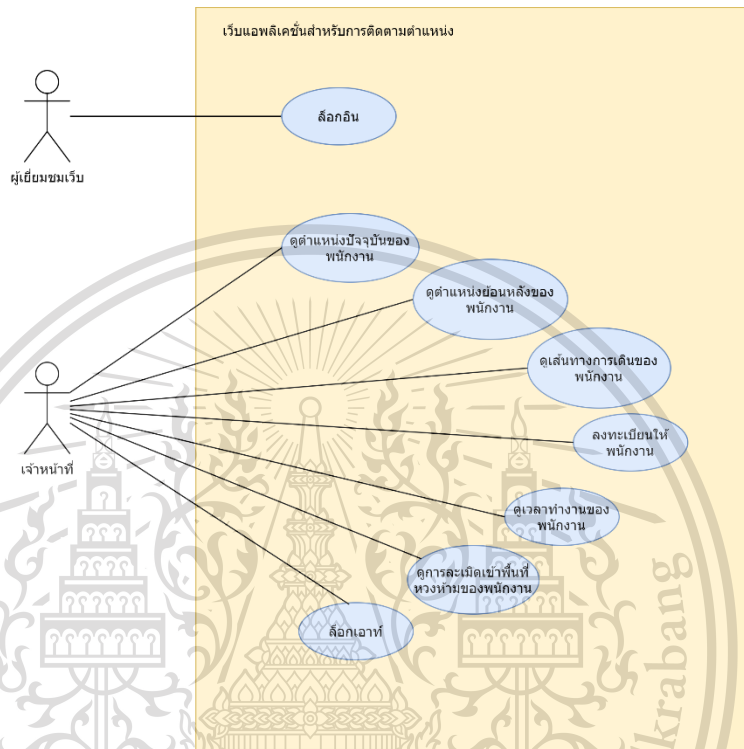 เว็บแอพลิเคชั่นสำหรับการติดตามตำแหน่ง
ล็อกอิน
ผู้เยี่ยมชมเว็บ
ดูตำแหน่งปัจจุบันของ
พนักงาน
ดูตำแหน่งย้อนหลังของ
พนักงาน
ดูเส้นทางการเดินของ
พนักงาน
ลงทะเบียนให้
พนักงาน
เจ้าหน้าที่
ดูเวลาทำงานของ
พนักงาน
ดูการละเมิดเข้าพื้นที่
หวงห้ามของพนักงาน
ล็อกเอาท์
krabang